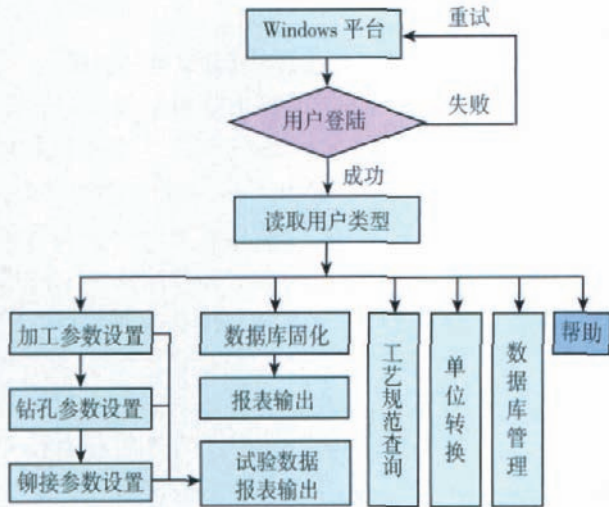 Windows 平台
重试
用户登陆
失败
成功
读取用户类型
加工参数设置
数据库固化
工艺规范查询
单位转换
数据库管理
帮助
钻孔参数设置
报表输出
铆接参数设置
试验数据
报表输出